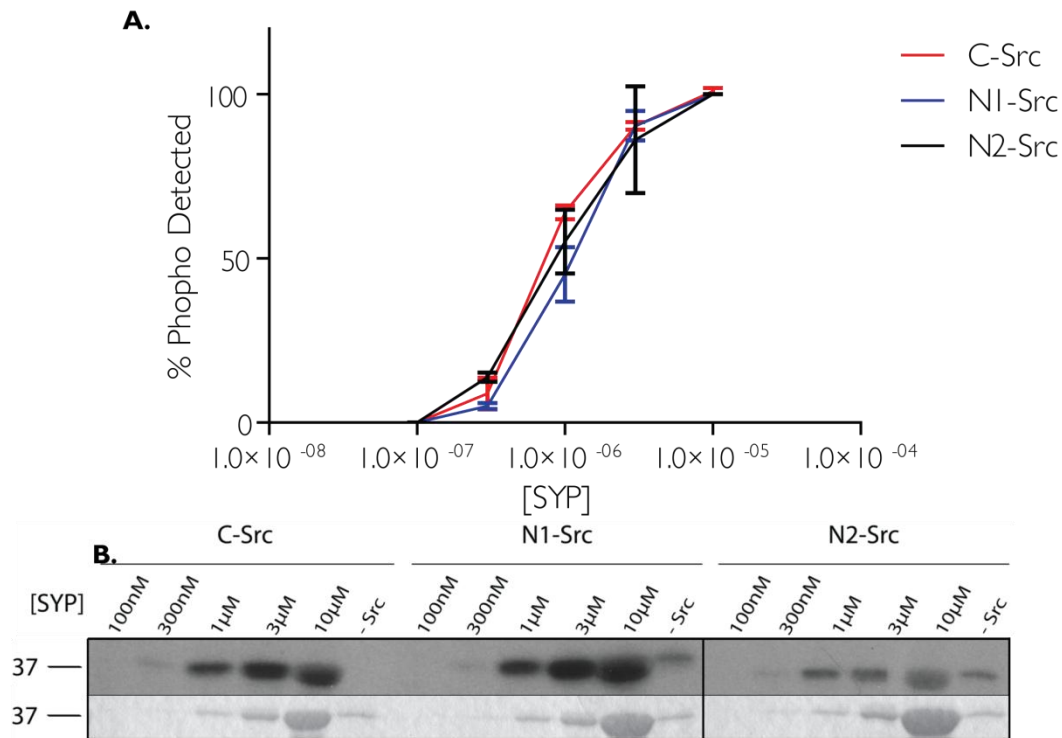 A.
C-Src
N1-Src
N2-Src
% Phopho Detected
100
50
0
1.0× 10 -08
1.0× 10 -07
1.0× 10 -06
1.0× 10 -05
1.0× 10 -04
[SYP]
B.
C-Src
N1-Src
N2-Src
[SYP]
100nM
300nM
1µM
3µM
10µM
- Src
100nM
300nM
1µM
3µM
10µM
- Src
100nM
300nM
1µM
3µM
10µM
- Src
37
37